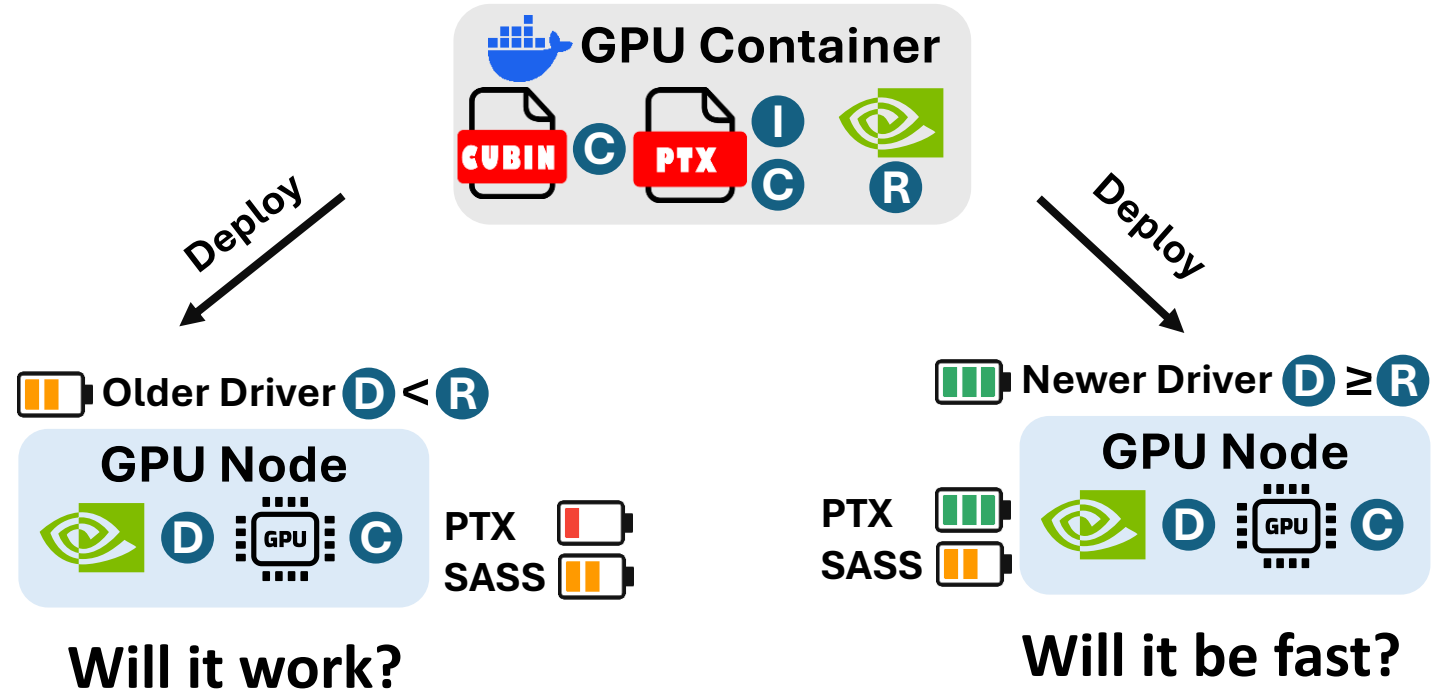 GPU Container
CUBIN C PTX I
C
R
Deploy
Deploy
Older Driver D < R
GPU Node
D GPU C
PTX
SASS
Will it work?
Newer Driver D ≥ R
GPU Node
D GPU C
PTX
SASS
Will it be fast?